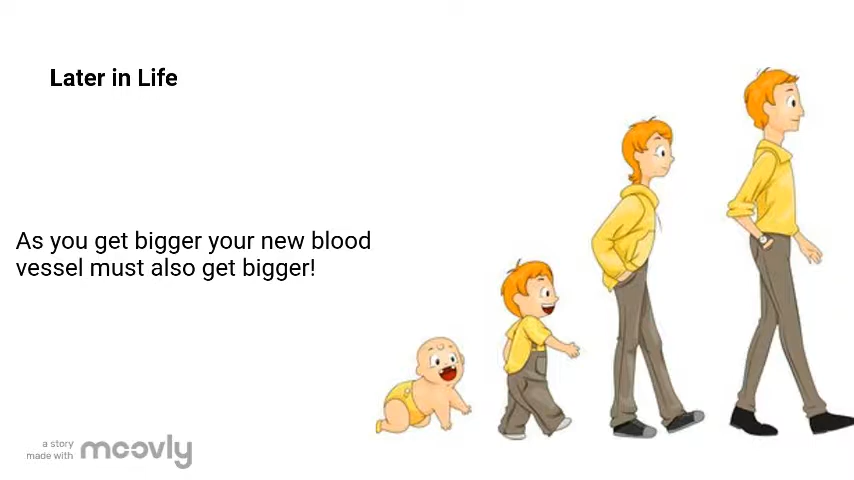 Later in Life
As you get bigger your new blood
vessel must also get bigger!
a story
made with
moovly